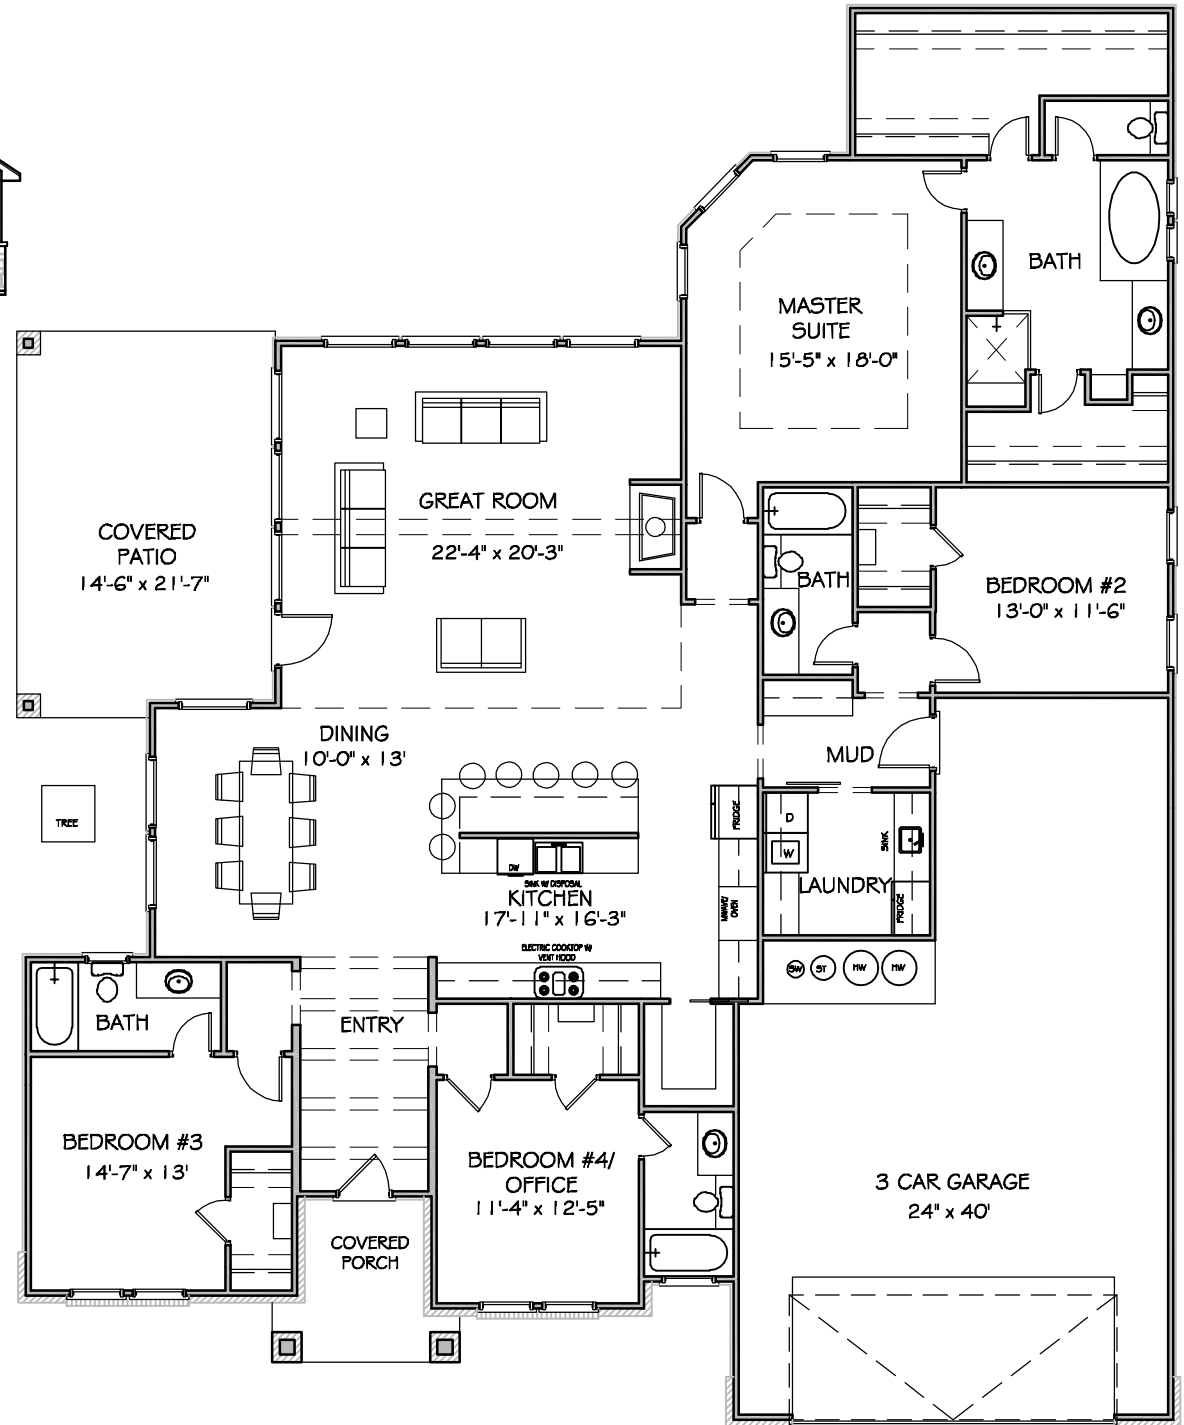 BATH
MASTER
SUITE
15'-5" x 18'-0"
GREAT ROOM
22'-4" x 20'-3"
COVERED
PATIO
14'-6" x 21'-7"
BATH
BEDROOM #2
13'-0" x 11'-6"
DINING
10'-0" x 13'
MUD
TREE
FRIDGE
D
W
SINK
LAUNDRY
FRIDGE
DW
SINK W/ DISPOSAL
KITCHEN
17'-11" x 16'-3"
OVEN
ELECTRIC COOKTOP W/
VENT HOOD
SW
ST
HW
HW
BATH
ENTRY
BEDROOM #3
14'-7" x 13'
BEDROOM #4/
OFFICE
11'-4" x 12'-5"
3 CAR GARAGE
24" x 40'
COVERED
PORCH